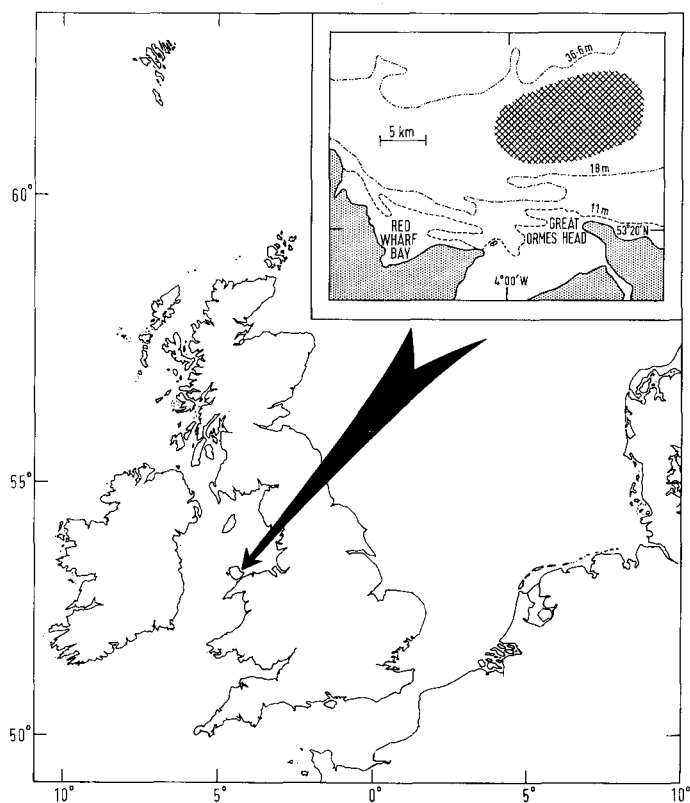 36·6m
5 km
18m
11m
RED
WHARF
BAY
GREAT
ORMES HEAD
53°20'N
4°00'W
60°
55°
50°
10°
5°
0°
5°
10°